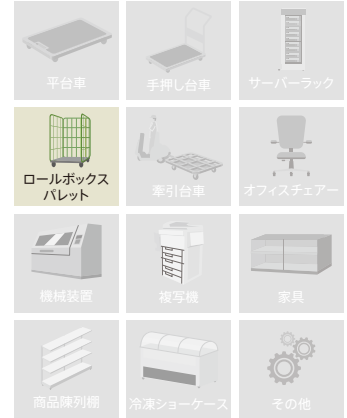 平台車
手押し台車
サーバーラック
ロールボックス
パレット
牽引台車
オフィスチェアー
機械装置
複写機
家具
商品陳列棚
冷凍ショーケース
その他